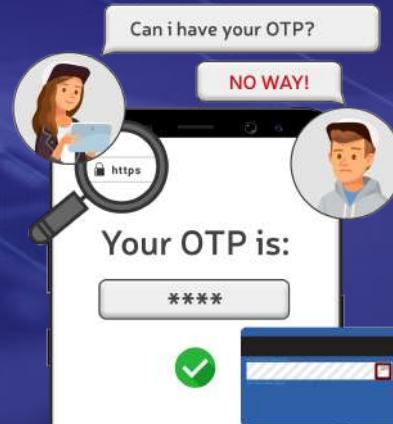 Can i have your OTP?
NO WAY!
https
Your OTP is:
****